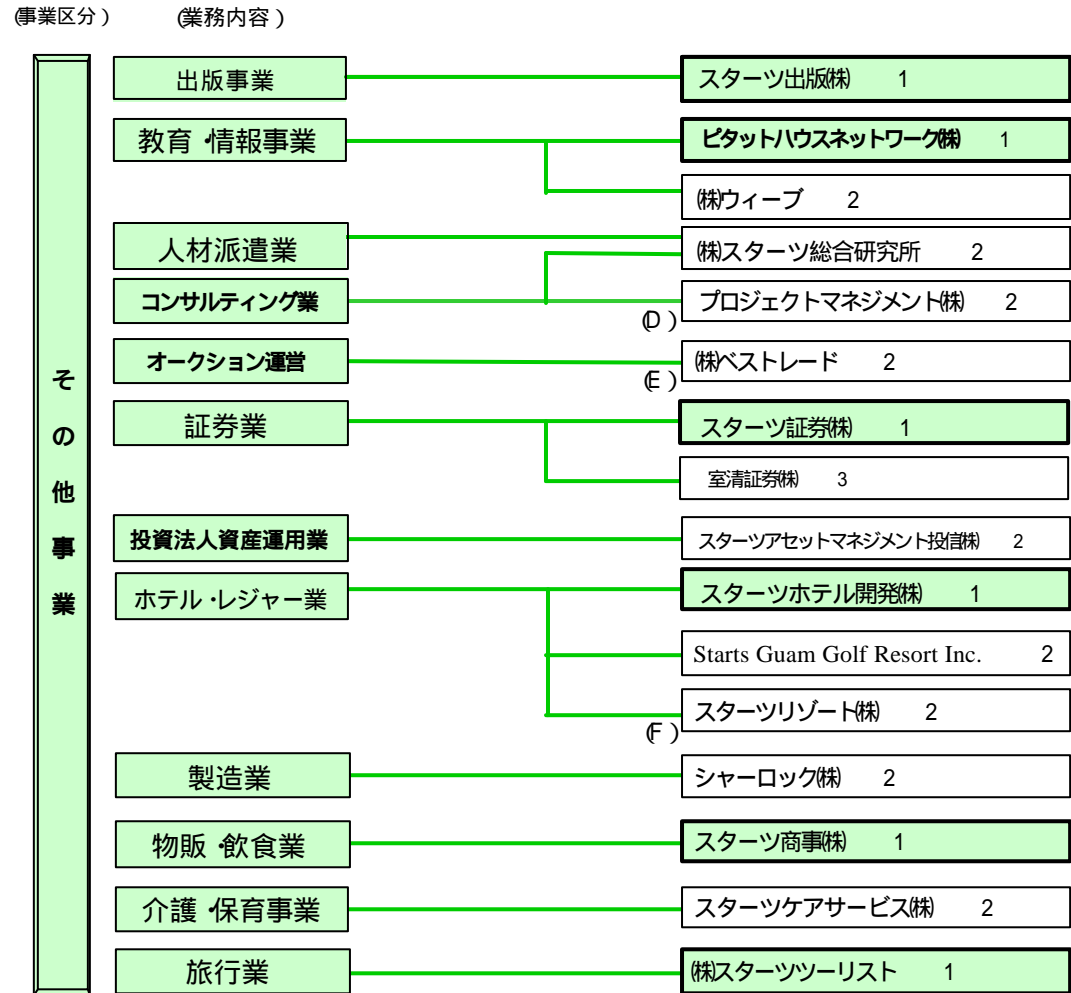 (事業区分) (業務内容)
出版事業 スターツ出版㈱ 1
教育・情報事業 ピタットハウスネットワーク㈱ 1
㈱ウィーブ 2
人材派遣業 ㈱スターツ総合研究所 2
コンサルティング業 (D) プロジェクトマネジメント㈱ 2
オークション運営 (E) ㈱ベストレード 2
証券業 スターツ証券㈱ 1
室清証券㈱ 3
投資法人資産運用業 スターツアセットマネジメント投信㈱ 2
ホテル・レジャー業 スターツホテル開発㈱ 1
Starts Guam Golf Resort Inc. 2
(F) スターツリゾート㈱ 2
製造業 シャーロック㈱ 2
物販・飲食業 スターツ商事㈱ 1
介護・保育事業 スターツケアサービス㈱ 2
旅行業 ㈱スターツツーリスト 1
その他事業